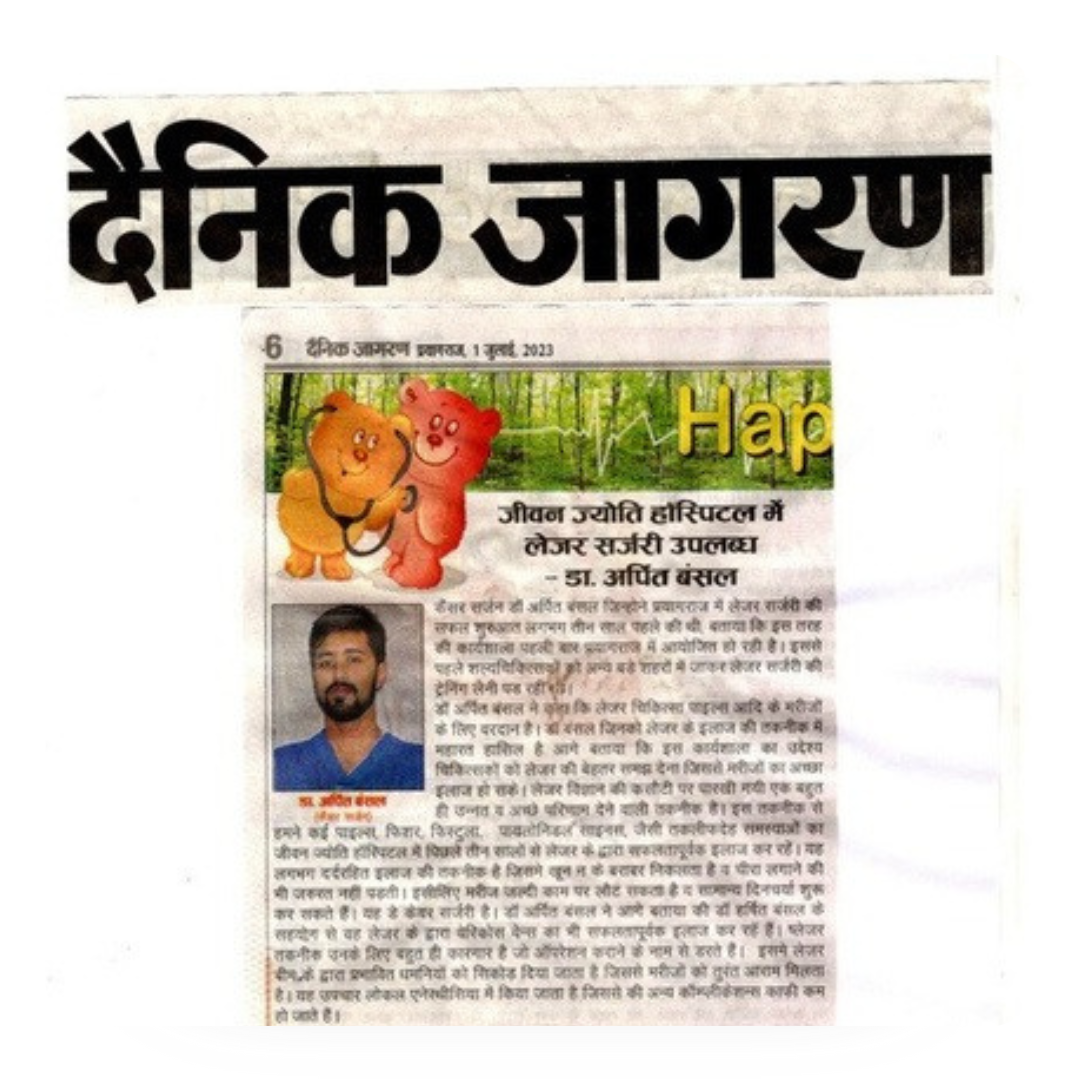 दैनिक जागरण
6 दैनिक जागरण प्रयागराज, 1 जुलाई, 2023
Hap
जीवन ज्योति हॉस्पिटल में
लेजर सर्जरी उपलब्ध
- डा. अर्पित बंसल
कैंसर सर्जन डॉ अर्पित बंसल जिन्होने प्रयागराज में लेजर सर्जरी की
सफल शुरुआत लगभग तीन साल पहले की थी, बताया कि इस तरह
की कार्यशाला पहली बार प्रयागराज में आयोजित हो रही है। इससे
पहले शल्यचिकित्सकों को अन्य बडे शहरों में जाकर लेजर सर्जरी की
ट्रेनिंग लेनी पड रही थी।
डॉ अर्पित बंसल ने कहा कि लेजर चिकित्सा पाइल्स आदि के मरीजों
के लिए वरदान है। डॉ बंसल जिनको लेजर के इलाज की तकनीक में
महारत हासिल है आगे बताया कि इस कार्यशाला का उद्देश्य
चिकित्सकों को लेजर की बेहतर समझ देना जिससे मरीजों का अच्छा
इलाज हो सके। लेजर विज्ञान की कसौटी पर पारखी गयी एक बहुत
ही उन्नत व अच्छे परिणाम देने वाली तकनीक है। इस तकनीक से
डा. अर्पित बंसल
(कैंसर सर्जन)
हमने कई पाइल्स, फिशर, फिस्टुला, पायलोनिडल साइनस, जैसी तकलीफदेह समस्याओं का
जीवन ज्योति हॉस्पिटल में पिछले तीन सालों से लेजर के द्वारा सफलतापूर्वक इलाज कर रहें। यह
लगभग दर्दरहित इलाज की तकनीक है जिसमे खून न के बराबर निकलता है व चीरा लगाने की
भी जरुरत नहीं पडती। इसीलिए मरीज जल्दी काम पर लौट सकता है व सामान्य दिनचर्या शुरू
कर सकते हैं। यह डे केयर सर्जरी है। डॉ अर्पित बंसल ने आगे बताया की डॉ हर्षित बंसल के
सहयोग से वह लेजर के द्वारा वेरिकोस वेन्स का भी सफलतापूर्वक इलाज कर रहें हैं। प्लेजर
तकनीक उनके लिए बहुत ही कारगार है जो ऑपरेशन कराने के नाम से डरते हैं। इसमे लेजर
बीम के द्वारा प्रभावित धमनियों को सिकोड दिया जाता है जिससे मरीजों को तुरंत आराम मिलता
है। यह उपचार लोकल एनेस्थीसिया में किया जाता है जिससे की अन्य कॉम्प्लीकेशन्स काफी कम
हो जाते हैं।